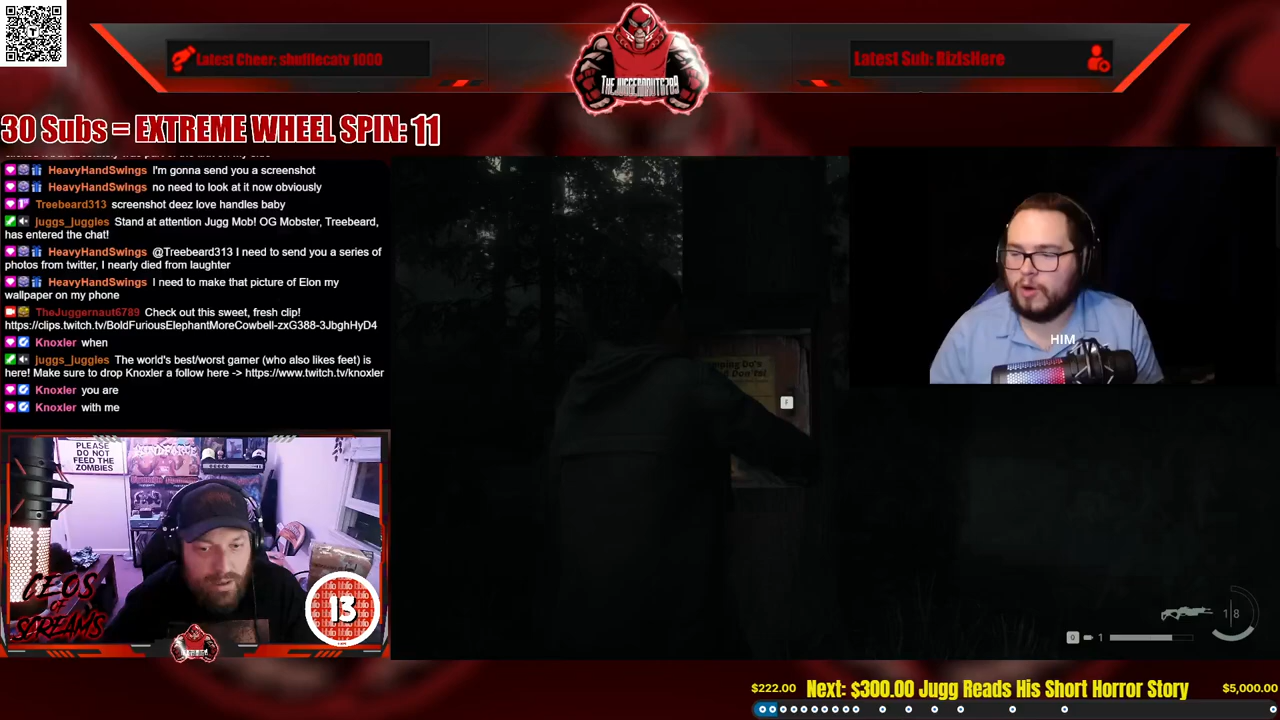 Latest Cheer: shufflecatv 1000
THEJUGGERNAUT6789
Latest Sub: RizIsHere
30 Subs = EXTREME WHEEL SPIN: 11
HeavyHandSwings I'm gonna send you a screenshot
HeavyHandSwings no need to look at it now obviously
Treebeard313 screenshot deez love handles baby
juggs_juggles Stand at attention Jugg Mob! OG Mobster, Treebeard,
has entered the chat!
HeavyHandSwings @Treebeard313 I need to send you a series of
photos from twitter, I nearly died from laughter
HeavyHandSwings I need to make that picture of Elon my
wallpaper on my phone
TheJuggernaut6789 Check out this sweet, fresh clip!
https://clips.twitch.tv/BoldFuriousElephantMoreCowbell-zxG388-3JbghHyD4
Knoxler when
juggs_juggles The world's best/worst gamer (who also likes feet) is
here! Make sure to drop Knoxler a follow here -> https://www.twitch.tv/knoxler
Knoxler you are
Knoxler with me
HIM
F
PLEASE
DO NOT
FEED THE
ZOMBIES
CEOS
OF
STREAMS
13
1|8
1
$222.00 Next: $300.00 Jugg Reads His Short Horror Story $5,000.00